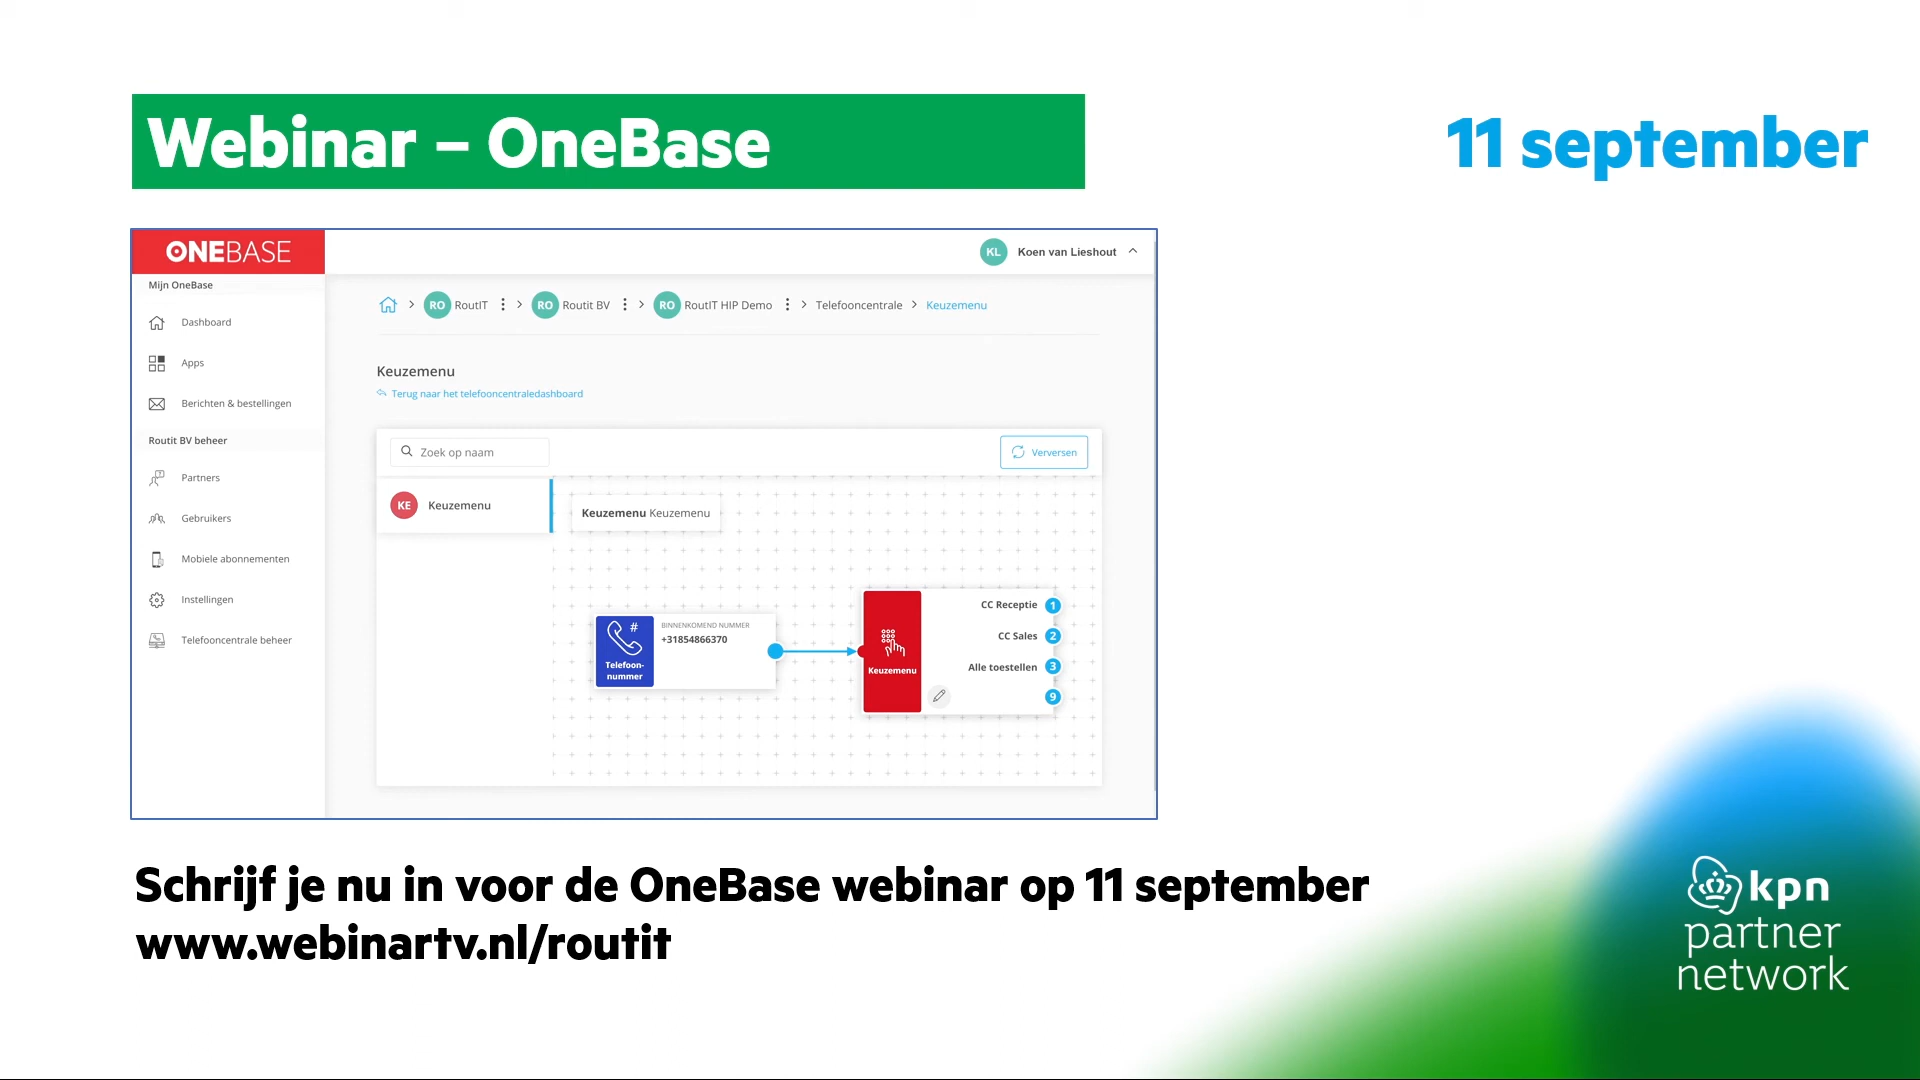 Webinar – OneBase
11 september
ONEBASE
KL Koen van Lieshout
Mijn OneBase
Dashboard
Apps
Berichten & bestellingen
Routit BV beheer
Partners
Gebruikers
Mobiele abonnementen
Instellingen
Telefooncentrale beheer
RO RoutIT > RO Routit BV > RO RoutIT HIP Demo > Telefooncentrale > Keuzemenu
Keuzemenu
Terug naar het telefooncentraledashboard
Zoek op naam
Verversen
KE Keuzemenu
Keuzemenu Keuzemenu
#
Telefoon-
nummer
BINNENKOMEND NUMMER
+31854866370
Keuzemenu
CC Receptie 1
CC Sales 2
Alle toestellen 3
9
Schrijf je nu in voor de OneBase webinar op 11 september
www.webinartv.nl/routit
kpn
partner
network